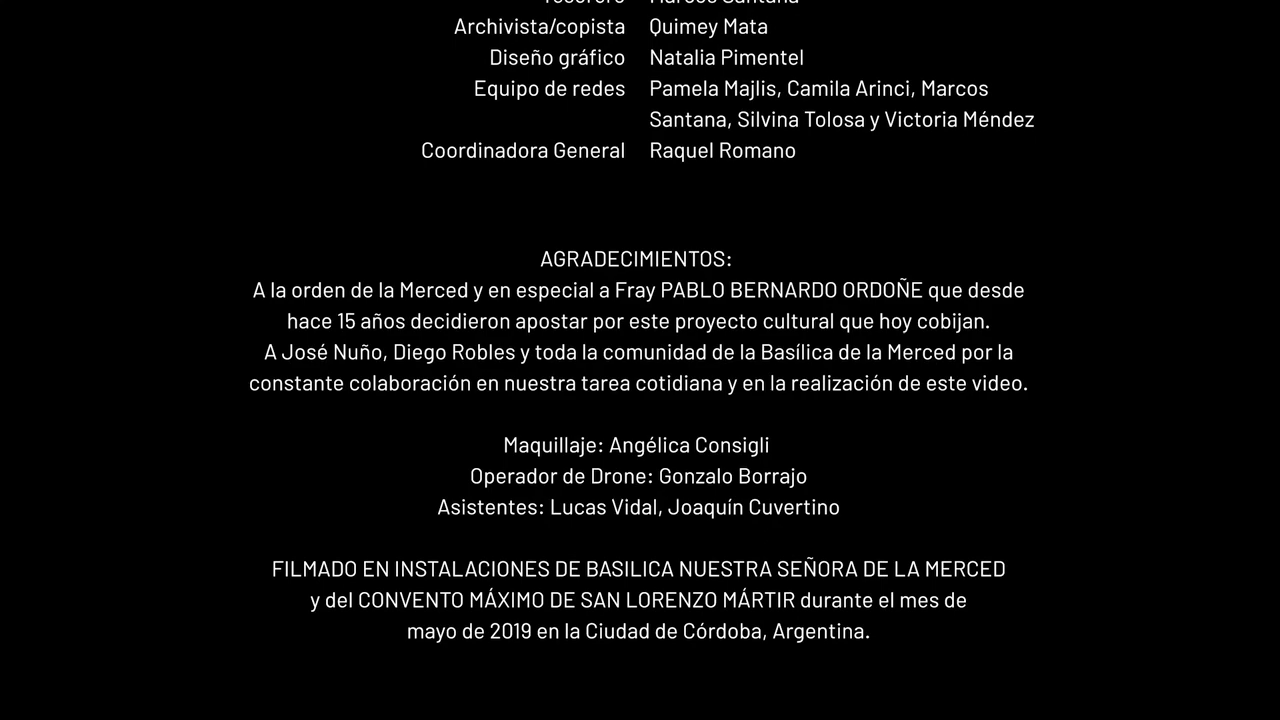 Archivista/copista Quimey Mata
Diseño gráfico Natalia Pimentel
Equipo de redes Pamela Majlis, Camila Arinci, Marcos
Santana, Silvina Tolosa y Victoria Méndez
Coordinadora General Raquel Romano
AGRADECIMIENTOS:
A la orden de la Merced y en especial a Fray PABLO BERNARDO ORDOÑE que desde
hace 15 años decidieron apostar por este proyecto cultural que hoy cobijan.
A José Nuño, Diego Robles y toda la comunidad de la Basílica de la Merced por la
constante colaboración en nuestra tarea cotidiana y en la realización de este video.
Maquillaje: Angélica Consigli
Operador de Drone: Gonzalo Borrajo
Asistentes: Lucas Vidal, Joaquín Cuvertino
FILMADO EN INSTALACIONES DE BASILICA NUESTRA SEÑORA DE LA MERCED
y del CONVENTO MÁXIMO DE SAN LORENZO MÁRTIR durante el mes de
mayo de 2019 en la Ciudad de Córdoba, Argentina.